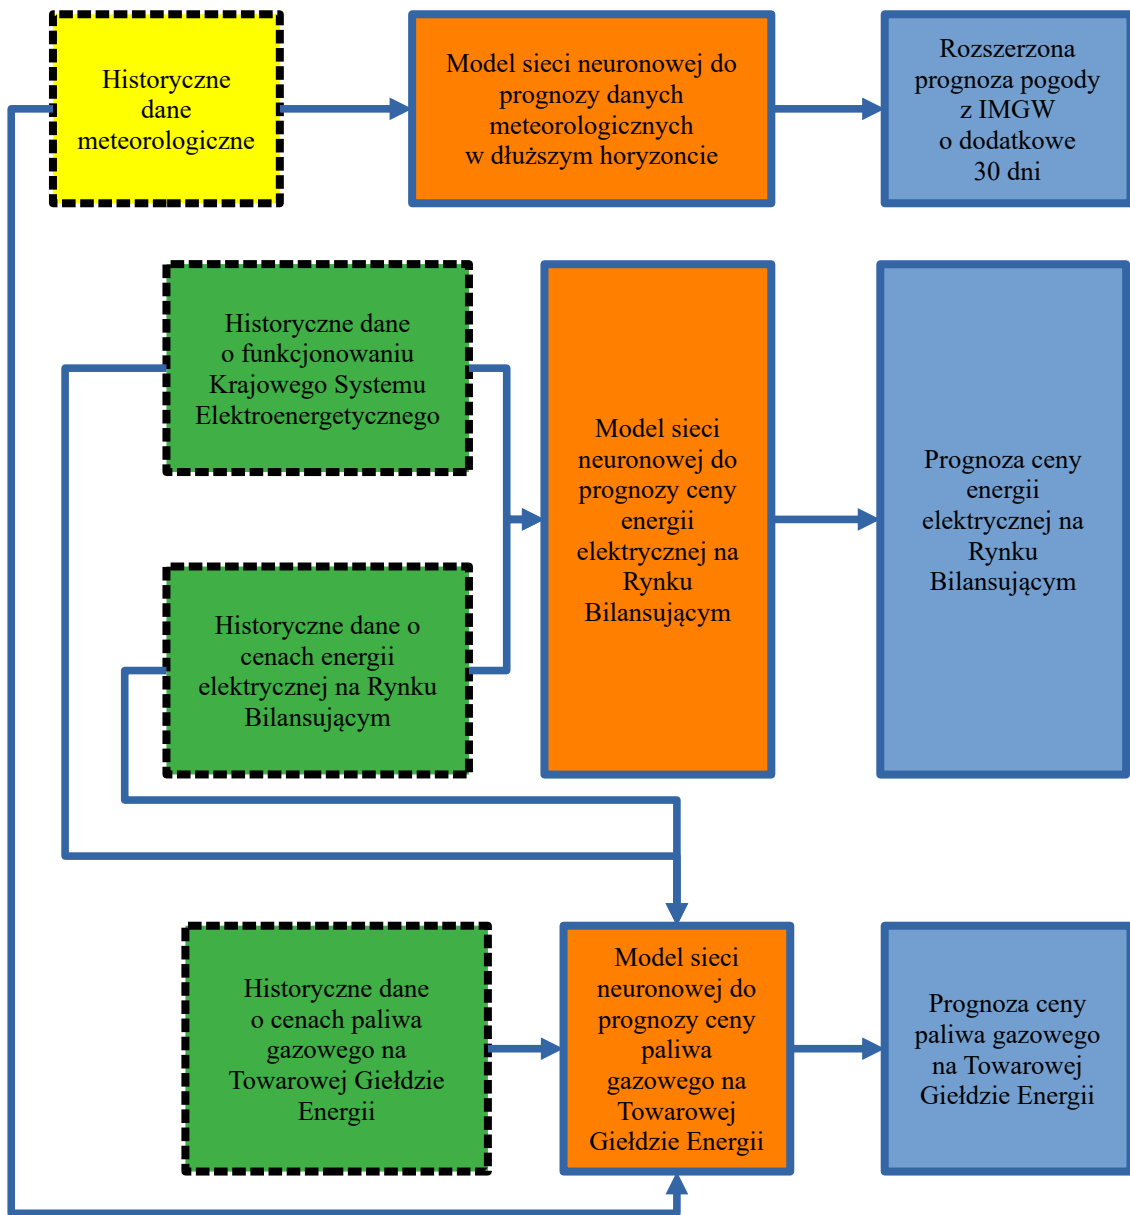 Historyczne
dane
meteorologiczne
Model sieci neuronowej do
prognozy danych
meteorologicznych
w dłuższym horyzoncie
Rozszerzona
prognoza pogody
z IMGW
o dodatkowe
30 dni
Historyczne dane
o funkcjonowaniu
Krajowego Systemu
Elektroenergetycznego
Historyczne dane o
cenach energii
elektrycznej na Rynku
Bilansującym
Model sieci
neuronowej do
prognozy ceny
energii
elektrycznej na
Rynku
Bilansującym
Prognoza ceny
energii
elektrycznej na
Rynku
Bilansującym
Historyczne dane
o cenach paliwa
gazowego na
Towarowej Giełdzie
Energii
Model sieci
neuronowej do
prognozy ceny
paliwa
gazowego na
Towarowej
Giełdzie Energii
Prognoza ceny
paliwa gazowego
na Towarowej
Giełdzie Energii